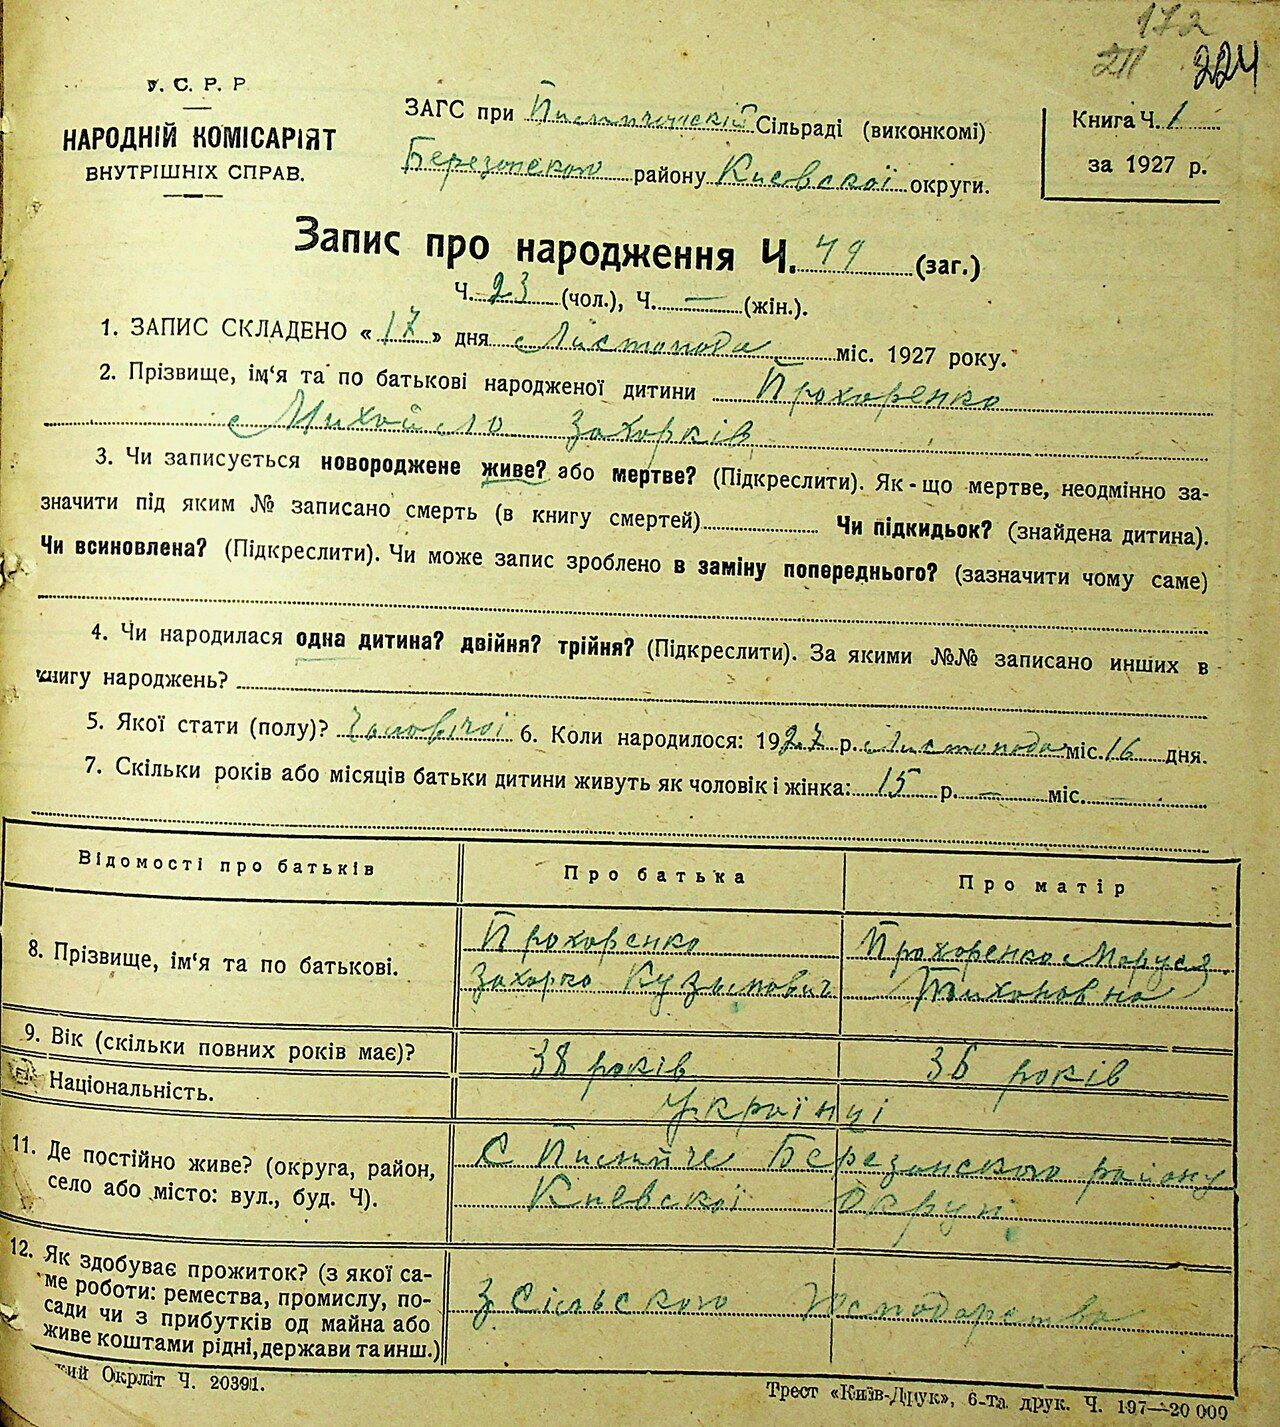 172
211 224
У. С. Р. Р
НАРОДНІЙ КОМІСАРІЯТ
ВНУТРІШНІХ СПРАВ.
ЗАГС при Сільраді (виконкомі)
Березанського району Киевскої округи.
Книга Ч. 1
за 1927 р.
Запис про народження Ч. 49 (заг.)
Ч. 23 (чол.), Ч. — (жін.).
1. ЗАПИС СКЛАДЕНО « 17 » дня Листопада міс. 1927 року.
2. Прізвище, ім‘я та по батькові народженої дитини Прохоренко
Михайло Захорків
3. Чи записується новороджене живе? або мертве? (Підкреслити). Як-що мертве, неодмінно за-
значити під яким № записано смерть (в книгу смертей) Чи підкидьок? (знайдена дитина).
Чи всиновлена? (Підкреслити). Чи може запис зроблено в заміну попереднього? (зазначити чому саме)
4. Чи народилася одна дитина? двійня? трійня? (Підкреслити). За якими №№ записано инших в
книгу народжень?
5. Якої стати (полу)? Чоловічої 6. Коли народилося: 1927 р. Листопада міс. 16 дня.
7. Скільки років або місяців батьки дитини живуть як чоловік і жінка: 15 р. — міс. —
Відомості про батьків Про батька Про матір
8. Прізвище, ім‘я та по батькові.
Прохоренко
Захорко Кузьмович
Прохоренко Маруся
Тихоновна
9. Вік (скільки повних років має)? 38 років 36 років
Національність. Українці
11. Де постійно живе? (округа, район,
село або місто: вул., буд. Ч).
С Березанського району
Киевскої округи
12. Як здобуває прожиток? (з якої са-
ме роботи: ремества, промислу, по-
сади чи з прибутків од майна або
живе коштами рідні, держави та инш.)
З Сільского господарства
Окрліт Ч. 20391.
Трест «Київ-Друк», 6-та друк. Ч. 197—20 000